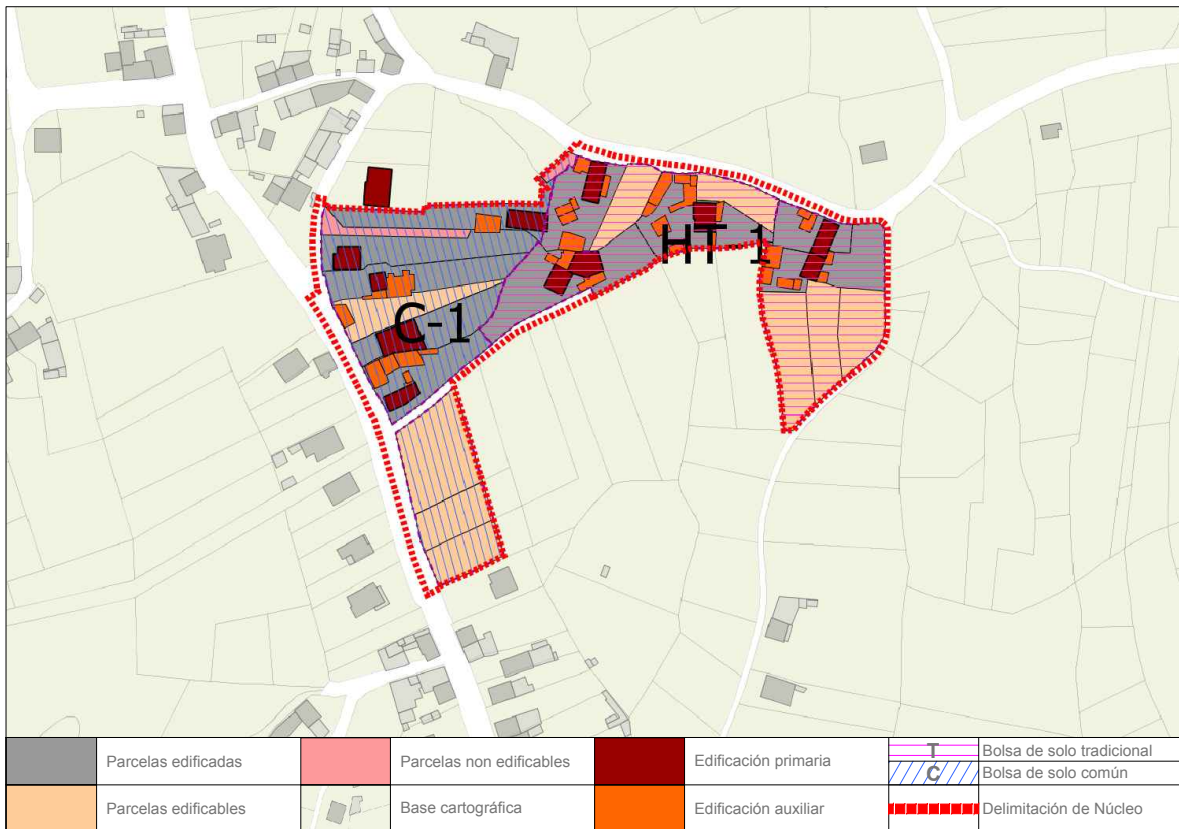 HT-1
C-1
Parcelas edificadas
Parcelas non edificables
Edificación primaria
T
Bolsa de solo tradicional
C
Bolsa de solo común
Parcelas edificables
Base cartográfica
Edificación auxiliar
Delimitación de Núcleo